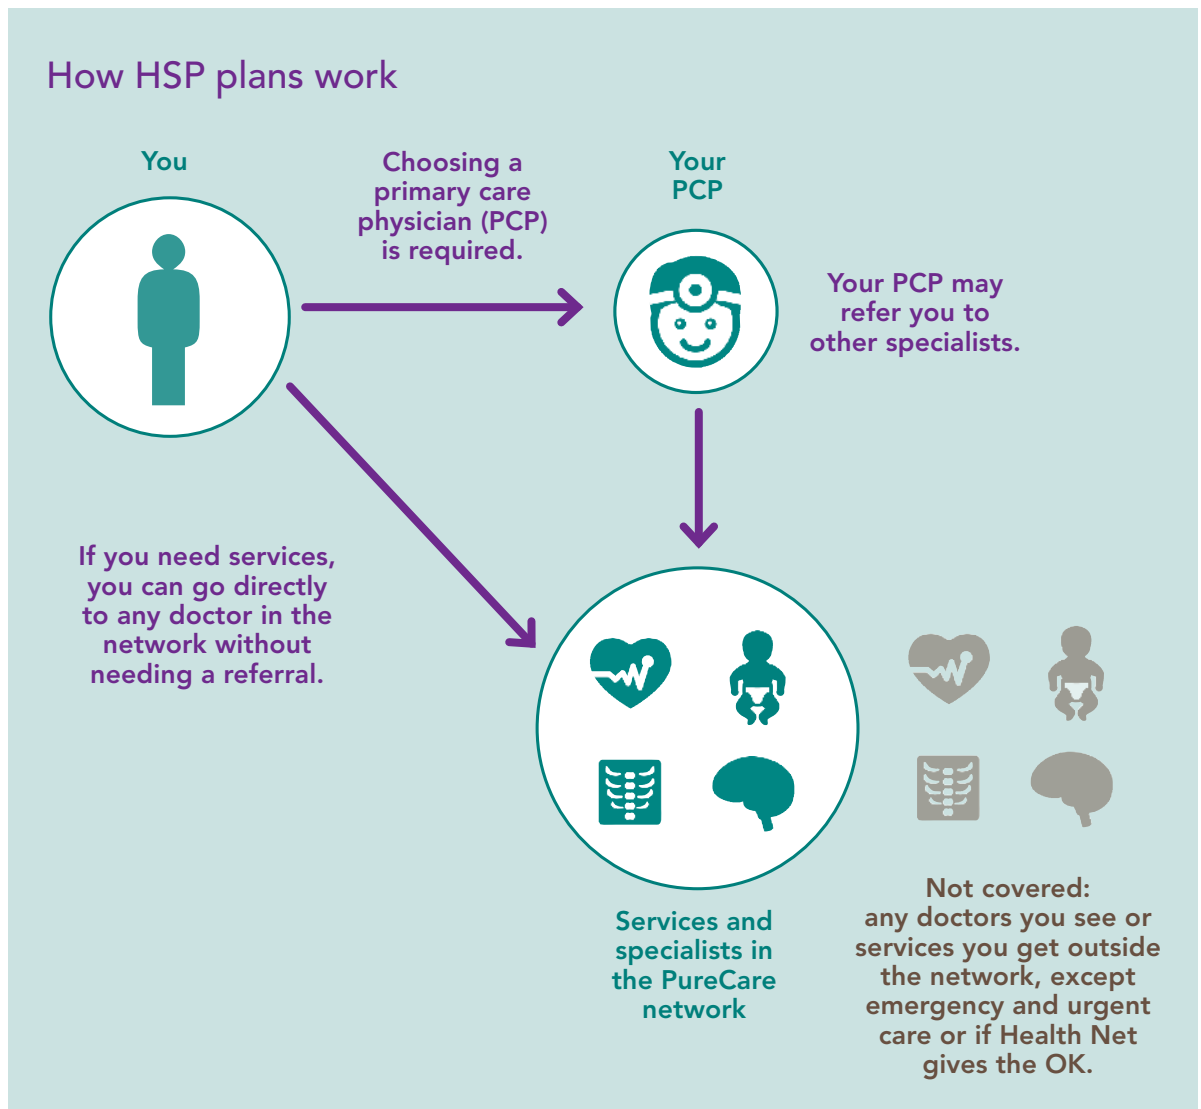 How HSP plans work
You
Choosing a
primary care
physician (PCP)
is required.
Your
PCP
Your PCP may
refer you to
other specialists.
If you need services,
you can go directly
to any doctor in the
network without
needing a referral.
Services and
specialists in
the PureCare
network
Not covered:
any doctors you see or
services you get outside
the network, except
emergency and urgent
care or if Health Net
gives the OK.